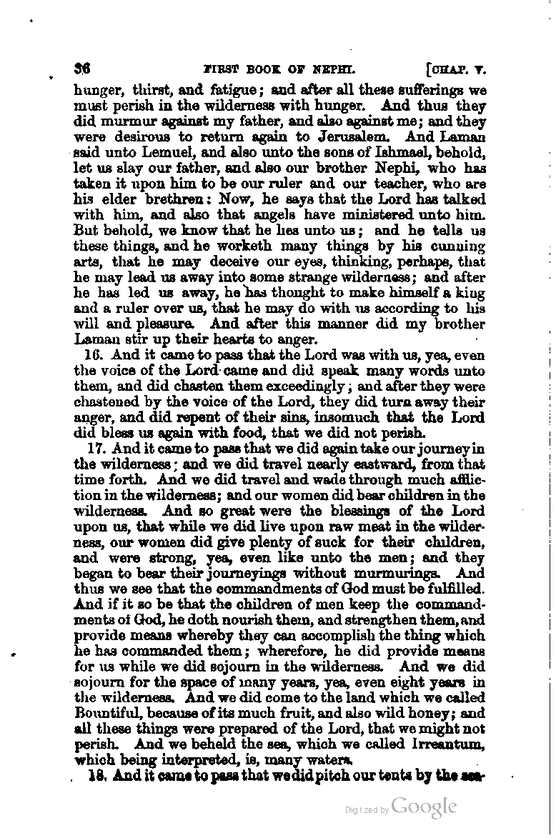 36 FIRST BOOK OF NEPHI. [CHAP. V.
hunger, thirst, and fatigue; and after all these sufferings we
must perish in the wilderness with hunger. And thus they
did murmur against my father, and also against me; and they
were desirous to return again to Jerusalem. And Laman
said unto Lemuel, and also unto the sons of Ishmael, behold,
let us slay our father, and also our brother Nephi, who has
taken it upon him to be our ruler and our teacher, who are
his elder brethren: Now, he says that the Lord has talked
with him, and also that angels have ministered unto him.
But behold, we know that he lies unto us; and he tells us
these things, and he worketh many things by his cunning
arts, that he may deceive our eyes, thinking, perhaps, that
he may lead us away into some strange wilderness; and after
he has led us away, he has thought to make himself a king
and a ruler over us, that he may do with us according to his
will and pleasure. And after this manner did my brother
Laman stir up their hearts to anger.
16. And it came to pass that the Lord was with us, yea, even
the voice of the Lord came and did speak many words unto
them, and did chasten them exceedingly; and after they were
chastened by the voice of the Lord, they did turn away their
anger, and did repent of their sins, insomuch that the Lord
did bless us again with food, that we did not perish.
17. And it came to pass that we did again take our journey in
the wilderness; and we did travel nearly eastward, from that
time forth. And we did travel and wade through much afflic-
tion in the wilderness; and our women did bear children in the
wilderness. And so great were the blessings of the Lord
upon us, that while we did live upon raw meat in the wilder-
ness, our women did give plenty of suck for their children,
and were strong, yea, even like unto the men; and they
began to bear their journeyings without murmurings. And
thus we see that the commandments of God must be fulfilled.
And if it so be that the children of men keep the command-
ments of God, he doth nourish them, and strengthen them, and
provide means whereby they can accomplish the thing which
he has commanded them; wherefore, he did provide means
for us while we did sojourn in the wilderness. And we did
sojourn for the space of many years, yea, even eight years in
the wilderness. And we did come to the land which we called
Bountiful, because of its much fruit, and also wild honey; and
all these things were prepared of the Lord, that we might not
perish. And we beheld the sea, which we called Irreantum,
which being interpreted, is, many waters.
18. And it came to pass that we did pitch our tents by the sea-
Digitized by Google